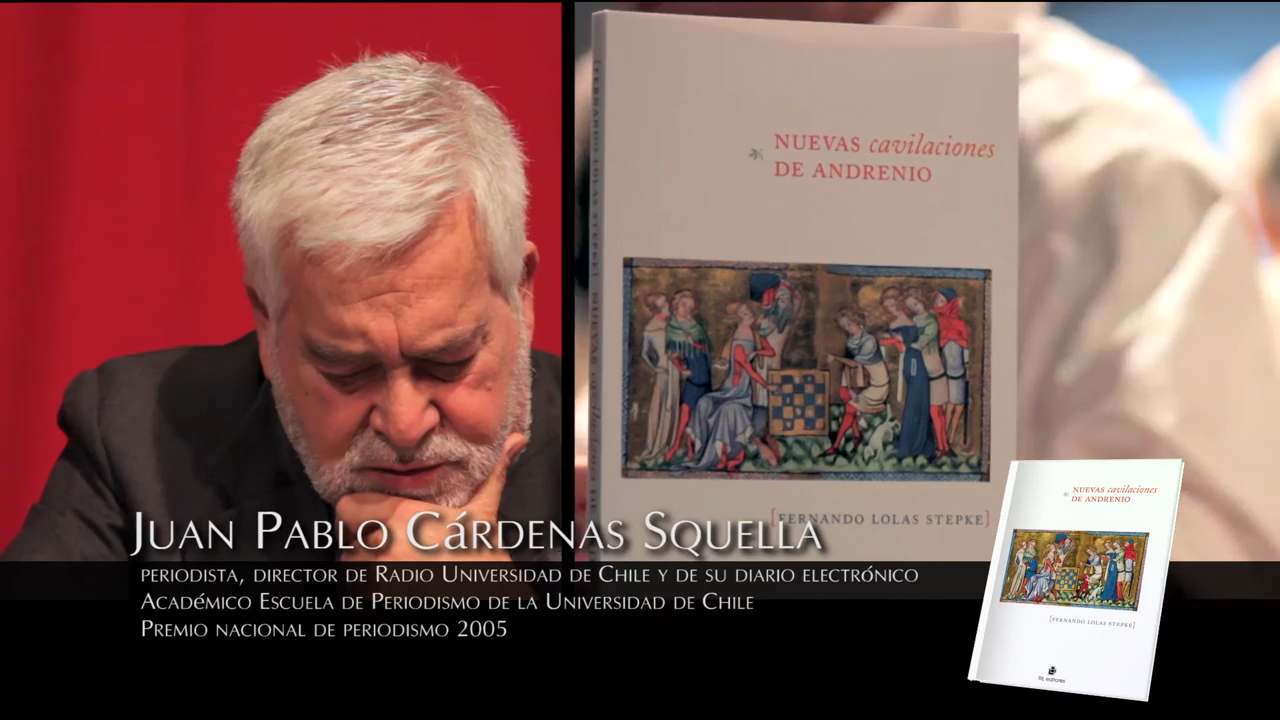 NUEVAS cavilaciones
DE ANDRENIO
[FERNANDO LOLAS STEPKE]
Juan Pablo Cárdenas Squella
periodista, director de Radio Universidad de Chile y de su diario electrónico
Académico Escuela de Periodismo de la Universidad de Chile
Premio nacional de periodismo 2005
NUEVAS cavilaciones
DE ANDRENIO
[FERNANDO LOLAS STEPKE]
RIL editores